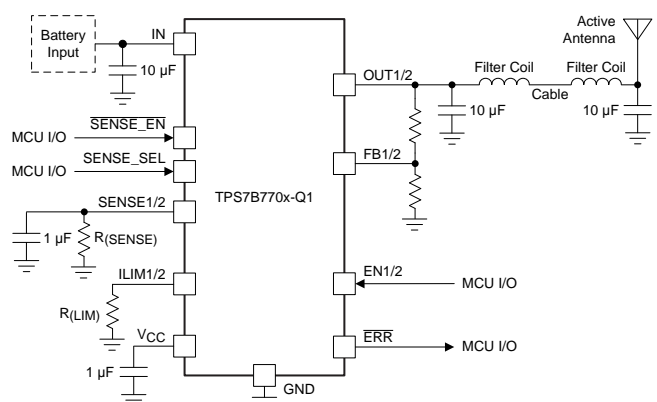 Battery
Input
IN
10 µF
SENSE_EN
MCU I/O
SENSE_SEL
MCU I/O
SENSE1/2
1 µF
R(SENSE)
ILIM1/2
R(LIM)
VCC
1 µF
TPS7B770x-Q1
GND
OUT1/2
10 µF
Filter Coil
Cable
Filter Coil
Active
Antenna
10 µF
FB1/2
EN1/2
MCU I/O
ERR
MCU I/O